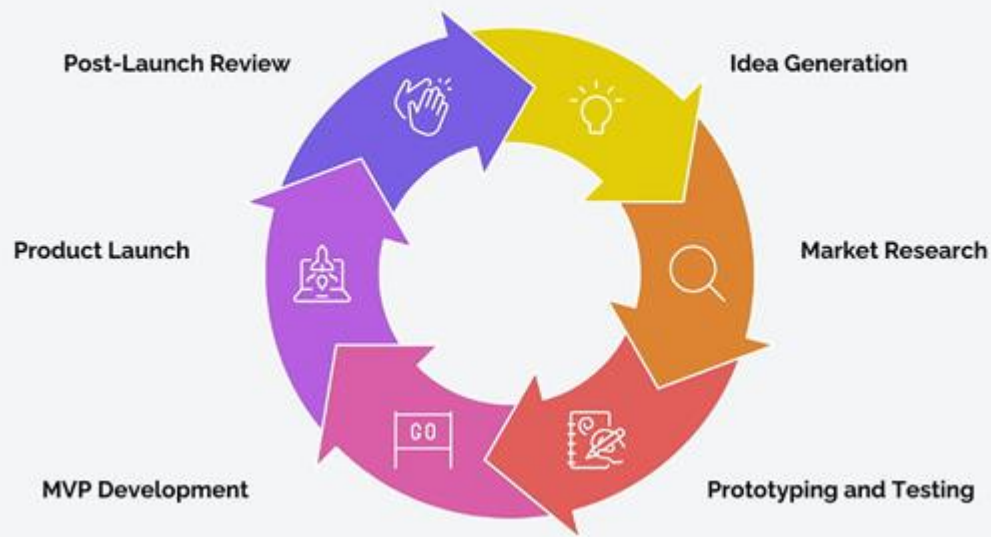 Post-Launch Review
Idea Generation
Product Launch
Market Research
GO
MVP Development
Prototyping and Testing